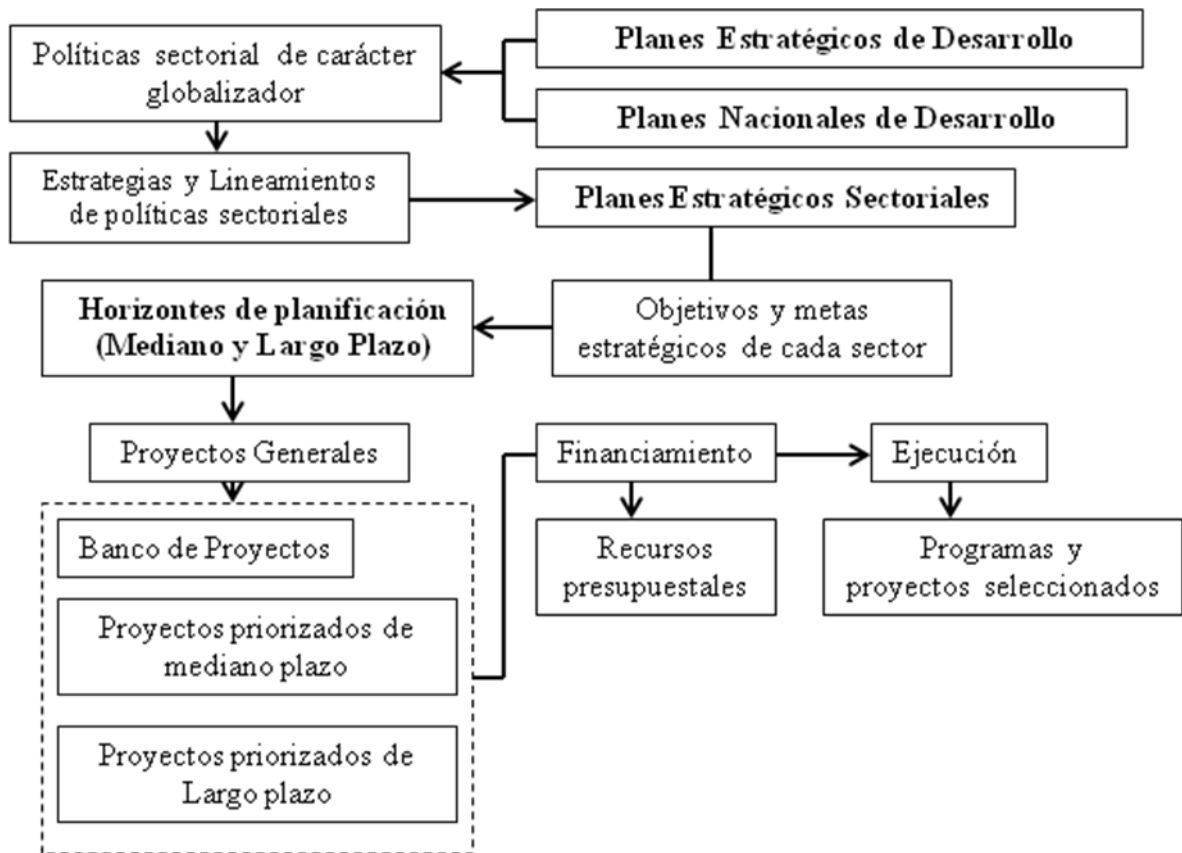 Políticas sectorial de carácter
globalizador
Planes Estratégicos de Desarrollo
Planes Nacionales de Desarrollo
Estrategias y Lineamientos
de políticas sectoriales
Planes Estratégicos Sectoriales
Horizontes de planificación
(Mediano y Largo Plazo)
Objetivos y metas
estratégicos de cada sector
Proyectos Generales
Financiamiento
Ejecución
Banco de Proyectos
Proyectos priorizados de
mediano plazo
Proyectos priorizados de
Largo plazo
Recursos
presupuestales
Programas y
proyectos seleccionados